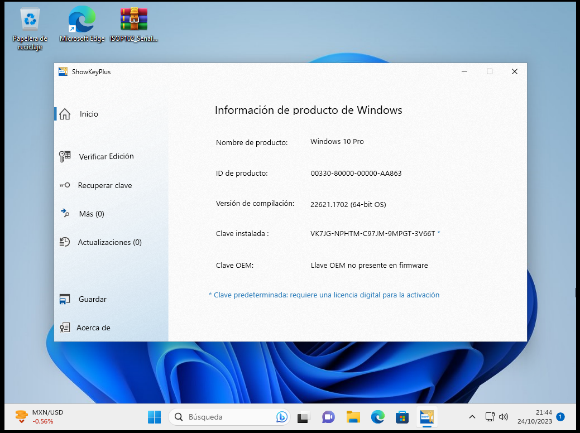 Papelera de
reciclaje
Microsoft Edge
ShowKeyPlus
Inicio
Verificar Edición
Recuperar clave
Más (0)
Actualizaciones (0)
Guardar
Acerca de
Información de producto de Windows
Nombre de producto: Windows 10 Pro
ID de producto: 00330-80000-00000-AA863
Versión de compilación: 22621.1702 (64-bit OS)
Clave instalada : VK7JG-NPHTM-C97JM-9MPGT-3V66T *
Clave OEM: Llave OEM no presente en firmware
* Clave predeterminada: requiere una licencia digital para la activación
MXN/USD
-0.56%
Búsqueda
21:44
24/10/2023
1